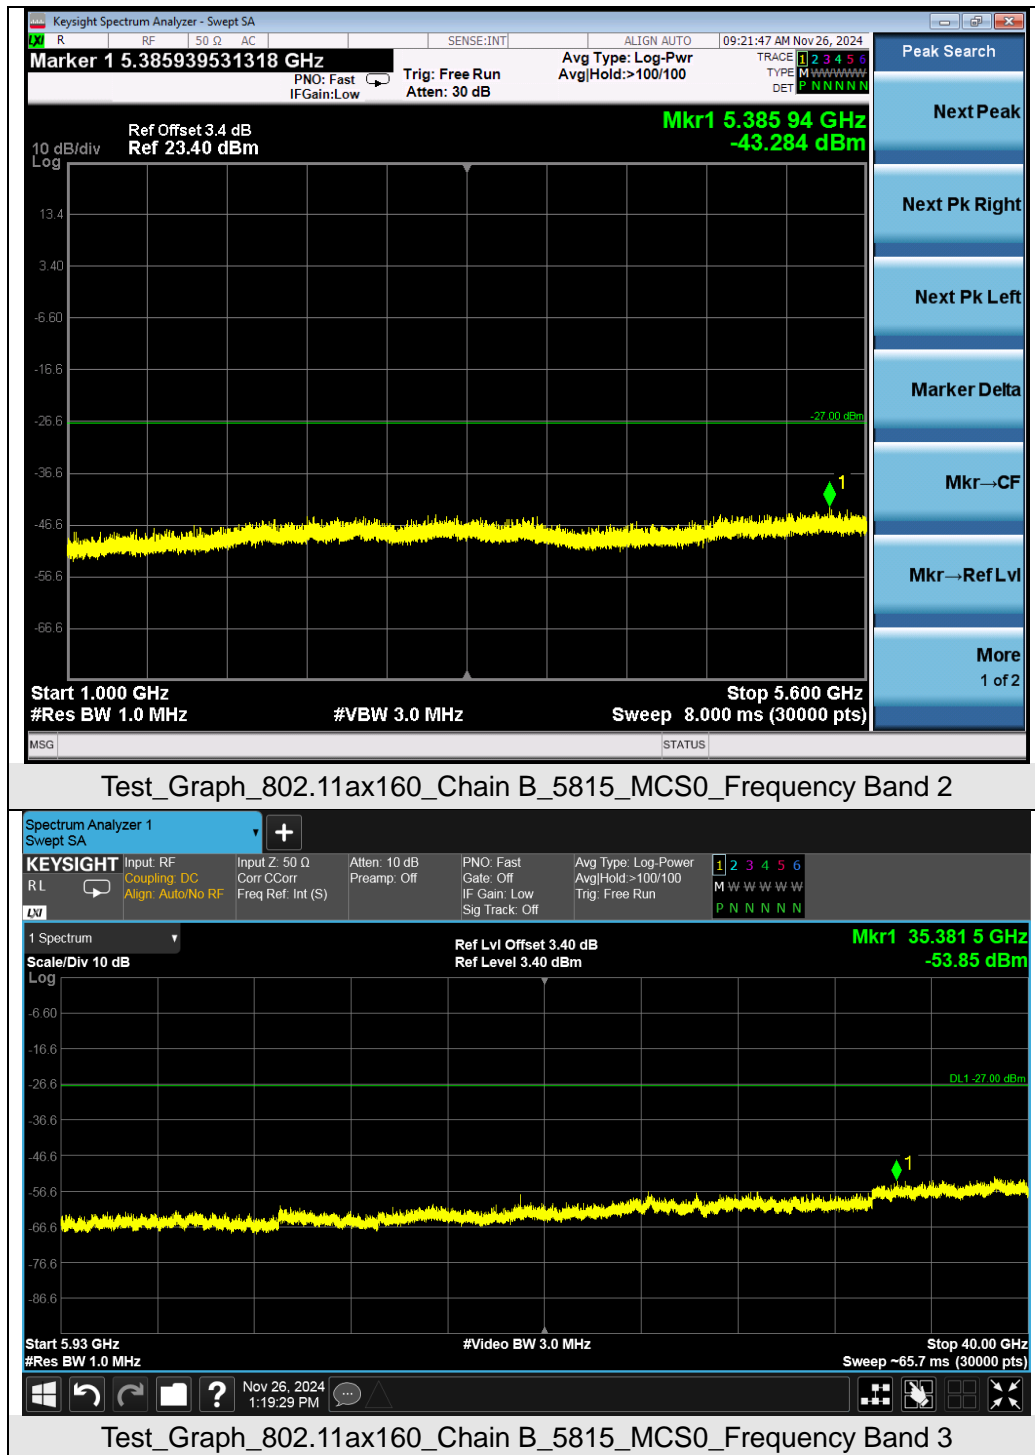 Keysight Spectrum Analyzer - Swept SA
LXI R RF 50 Ω AC SENSE:INT ALIGN AUTO 09:21:47 AM Nov 26, 2024
Marker 1 5.385939531318 GHz
PNO: Fast
IFGain:Low
Trig: Free Run
Atten: 30 dB
Avg Type: Log-Pwr
Avg|Hold:>100/100
TRACE 1 2 3 4 5 6
TYPE M W W W W W
DET P N N N N N
Mkr1 5.385 94 GHz
-43.284 dBm
Ref Offset 3.4 dB
10 dB/div Ref 23.40 dBm
Log
13.4
3.40
-6.60
-16.6
-26.6
-27.00 dBm
-36.6
1
-46.6
-56.6
-66.6
Start 1.000 GHz Stop 5.600 GHz
#Res BW 1.0 MHz #VBW 3.0 MHz Sweep 8.000 ms (30000 pts)
MSG STATUS
Peak Search
Next Peak
Next Pk Right
Next Pk Left
Marker Delta
Mkr→CF
Mkr→Ref Lvl
More
1 of 2
Test_Graph_802.11ax160_Chain B_5815_MCS0_Frequency Band 2
Spectrum Analyzer 1
Swept SA
+
KEYSIGHT
R L
LXI
Input: RF
Coupling: DC
Align: Auto/No RF
Input Z: 50 Ω
Corr CCorr
Freq Ref: Int (S)
Atten: 10 dB
Preamp: Off
PNO: Fast
Gate: Off
IF Gain: Low
Sig Track: Off
Avg Type: Log-Power
Avg|Hold:>100/100
Trig: Free Run
1 2 3 4 5 6
M W W W W W
P N N N N N
1 Spectrum
Scale/Div 10 dB
Log
Ref Lvl Offset 3.40 dB
Ref Level 3.40 dBm
Mkr1 35.381 5 GHz
-53.85 dBm
-6.60
-16.6
-26.6
DL1 -27.00 dBm
-36.6
-46.6
1
-56.6
-66.6
-76.6
-86.6
Start 5.93 GHz #Video BW 3.0 MHz Stop 40.00 GHz
#Res BW 1.0 MHz Sweep ~65.7 ms (30000 pts)
?
Nov 26, 2024
1:19:29 PM
Test_Graph_802.11ax160_Chain B_5815_MCS0_Frequency Band 3